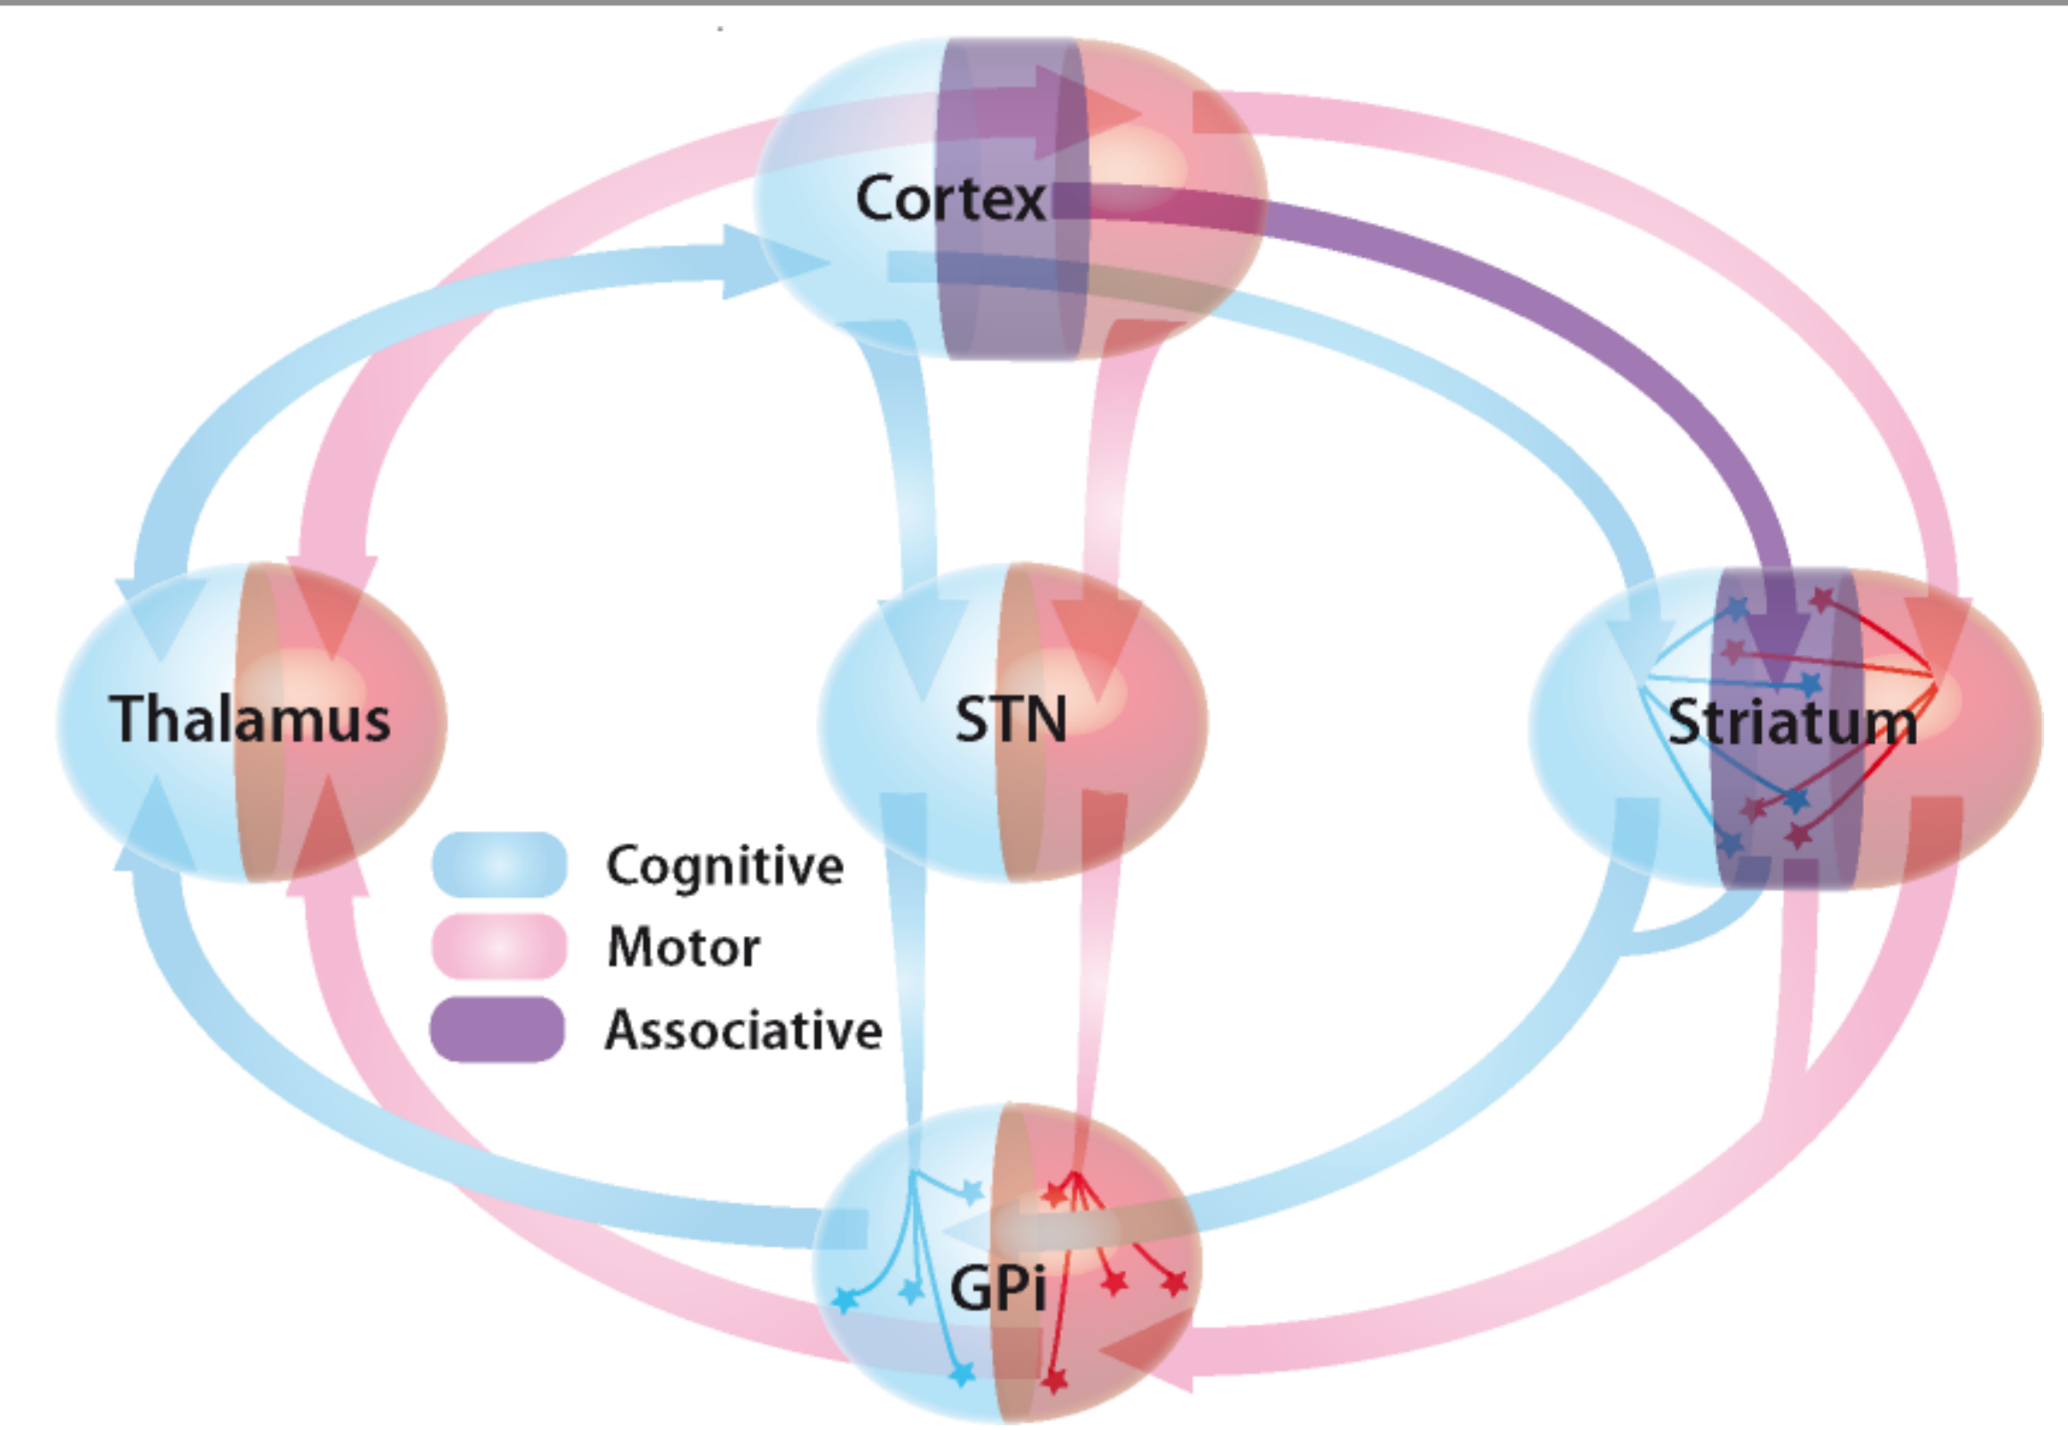 Cortex
Thalamus
STN
Striatum
Cognitive
Motor
Associative
GPi